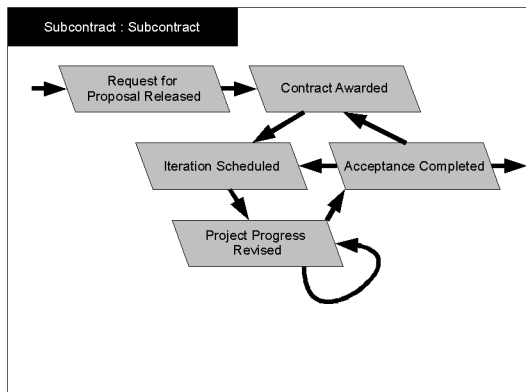 Subcontract : Subcontract
Request for
Proposal Released
Contract Awarded
Iteration Scheduled
Acceptance Completed
Project Progress
Revised